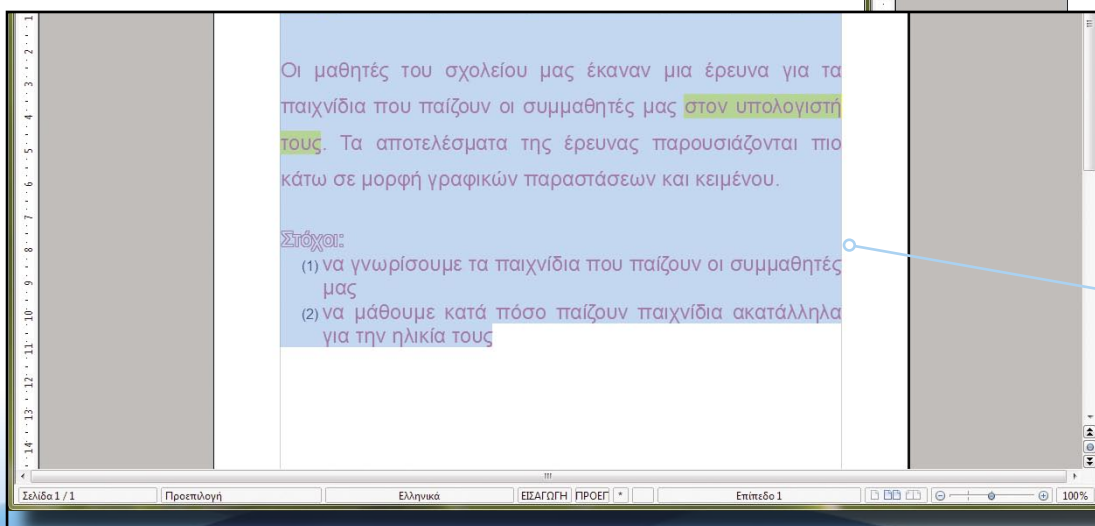 Οι μαθητές του σχολείου μας έκαναν μια έρευνα για τα
παιχνίδια που παίζουν οι συμμαθητές μας στον υπολογιστή
τους. Τα αποτελέσματα της έρευνας παρουσιάζονται πιο
κάτω σε μορφή γραφικών παραστάσεων και κειμένου.
Στόχοι:
(1) να γνωρίσουμε τα παιχνίδια που παίζουν οι συμμαθητές
μας
(2) να μάθουμε κατά πόσο παίζουν παιχνίδια ακατάλληλα
για την ηλικία τους
Σελίδα 1 / 1 Προεπιλογή Ελληνικά ΕΙΣΑΓΩΓΗ ΠΡΟΕΓ * Επίπεδο 1 100%